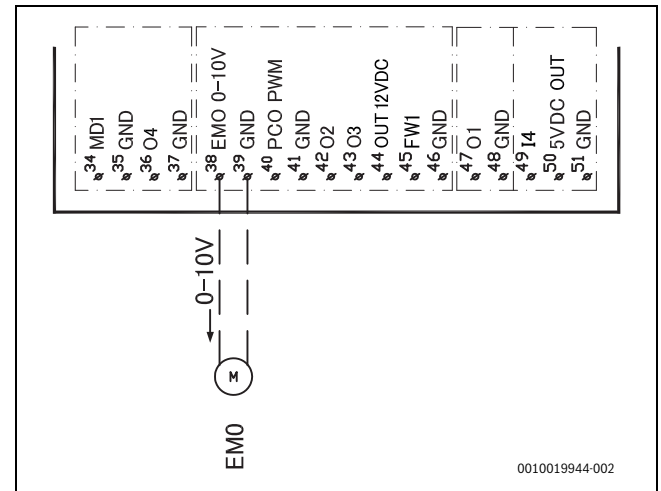 34 MD1
35 GND
36 O4
37 GND
38 EMO 0-10V
39 GND
40 PCO PWM
41 GND
42 O2
43 O3
44 OUT 12VDC
45 FW1
46 GND
47 O1
48 GND
49 I4
50 5VDC OUT
51 GND
0-10V
M
EMO
0010019944-002